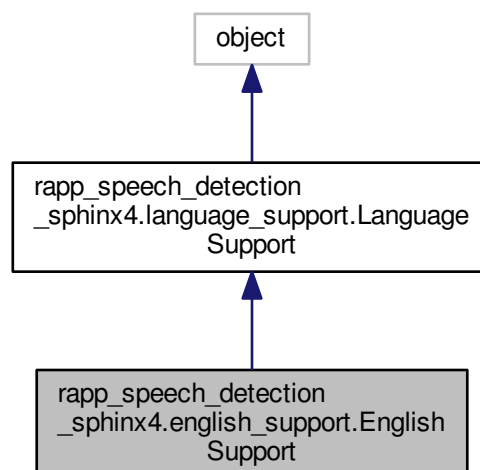 object
rapp_speech_detection
_sphinx4.language_support.Language
Support
rapp_speech_detection
_sphinx4.english_support.English
Support